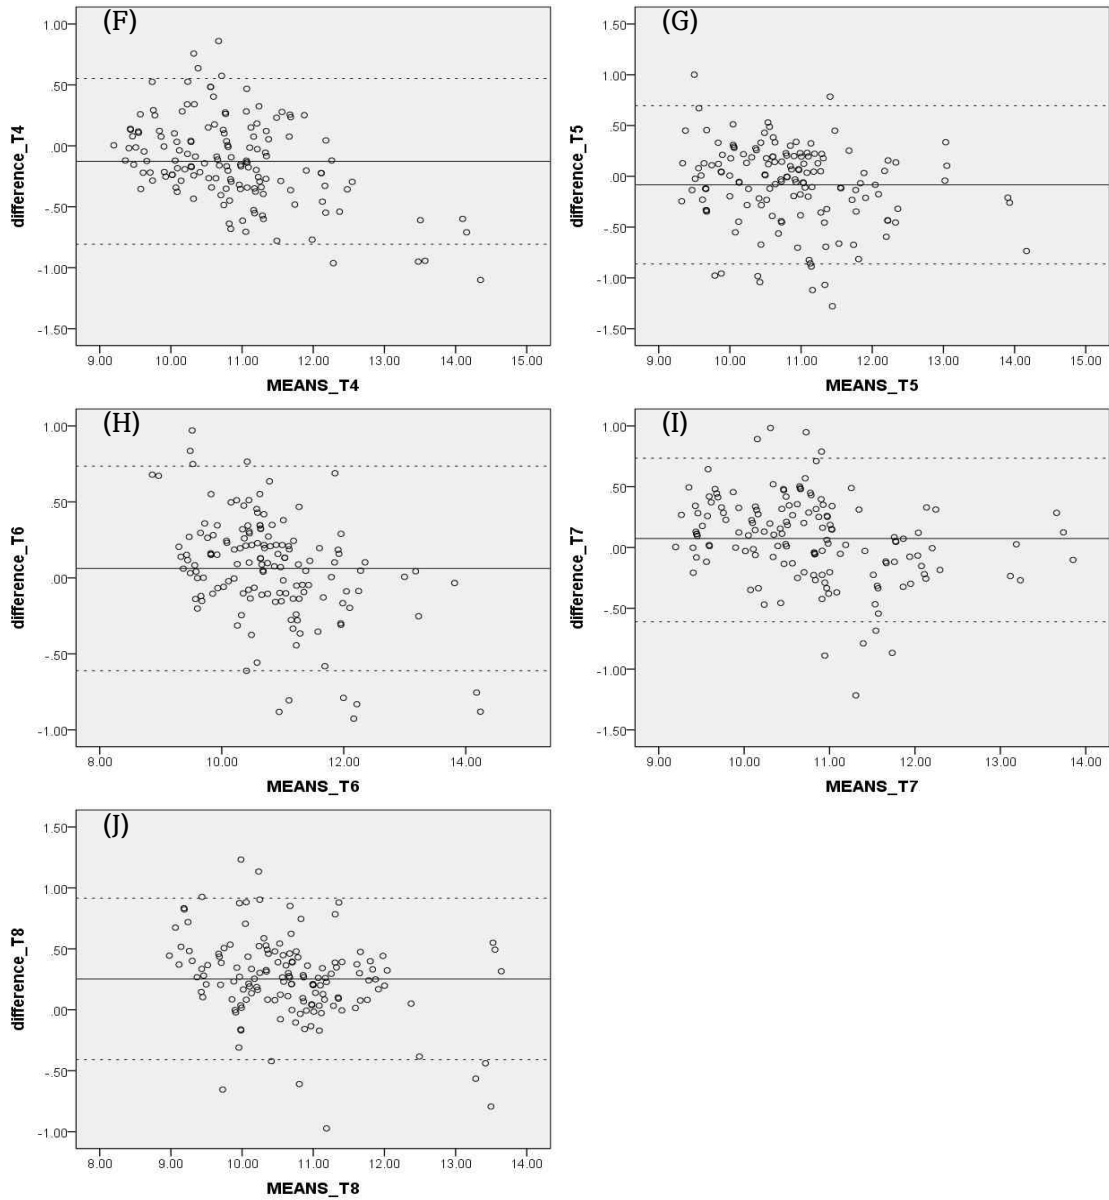 (F)
difference_T4
1.00
.50
.00
-.50
-1.00
-1.50
9.00 10.00 11.00 12.00 13.00 14.00 15.00
MEANS_T4
(G)
difference_T5
1.50
1.00
.50
.00
-.50
-1.00
-1.50
9.00 10.00 11.00 12.00 13.00 14.00 15.00
MEANS_T5
(H)
difference_T6
1.00
.50
.00
-.50
-1.00
8.00 10.00 12.00 14.00
MEANS_T6
(I)
difference_T7
1.00
.50
.00
-.50
-1.00
-1.50
9.00 10.00 11.00 12.00 13.00 14.00
MEANS_T7
(J)
difference_T8
1.50
1.00
.50
.00
-.50
-1.00
8.00 9.00 10.00 11.00 12.00 13.00 14.00
MEANS_T8